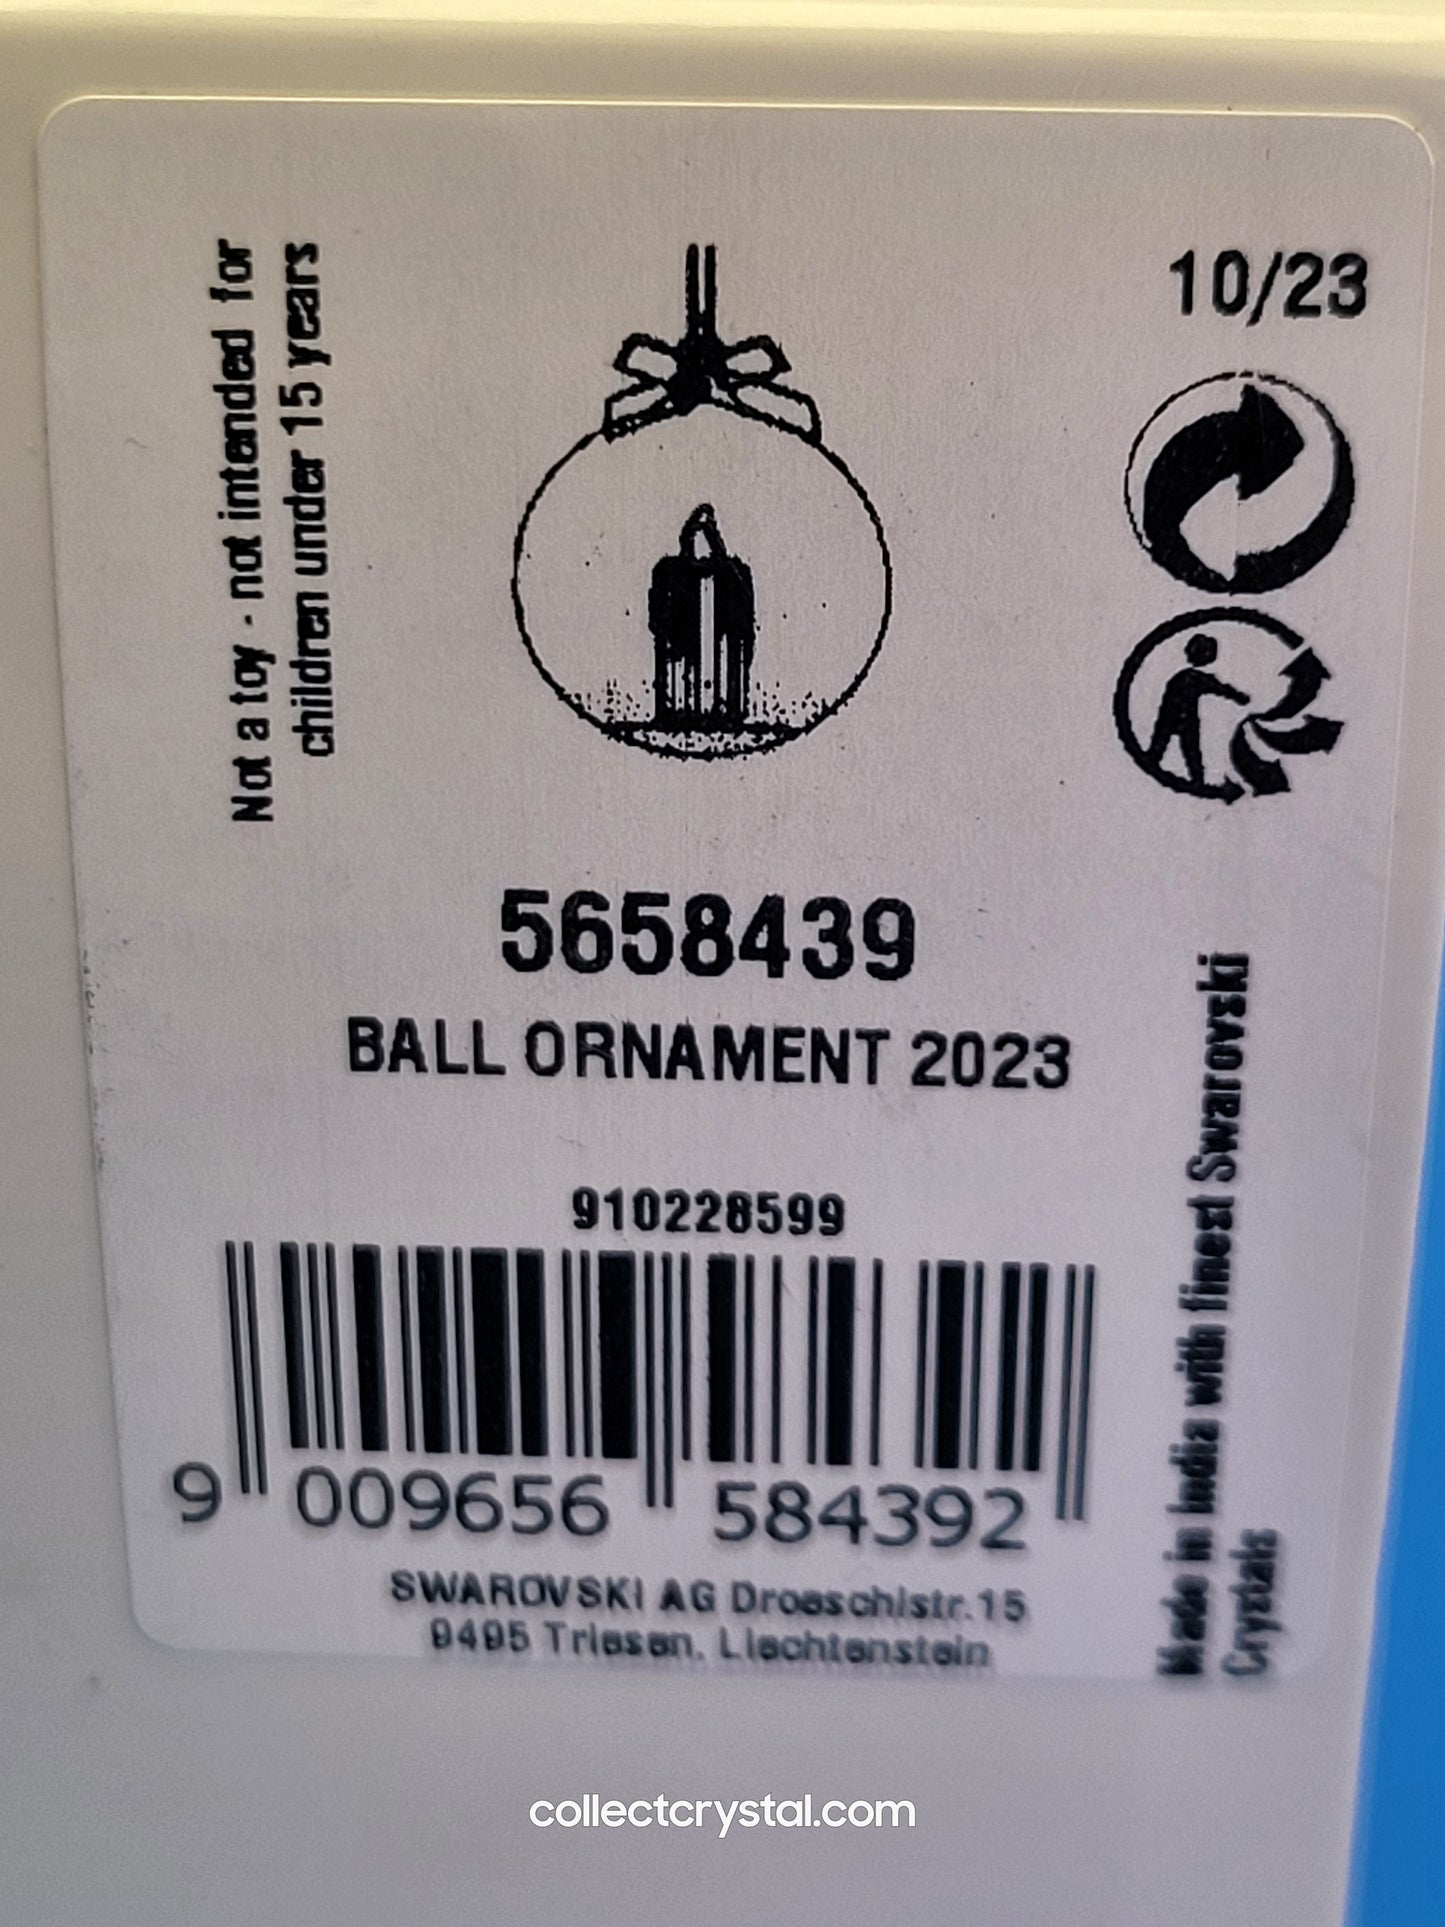 Not a toy - not intended for
children under 15 years
10/23
5658439
BALL ORNAMENT 2023
910228599
9 009656 584392
SWAROVSKI AG Droeschistr.15
9495 Triesen, Liechtenstein
Made in India with finest Swarovski
Crystals
collectcrystal.com